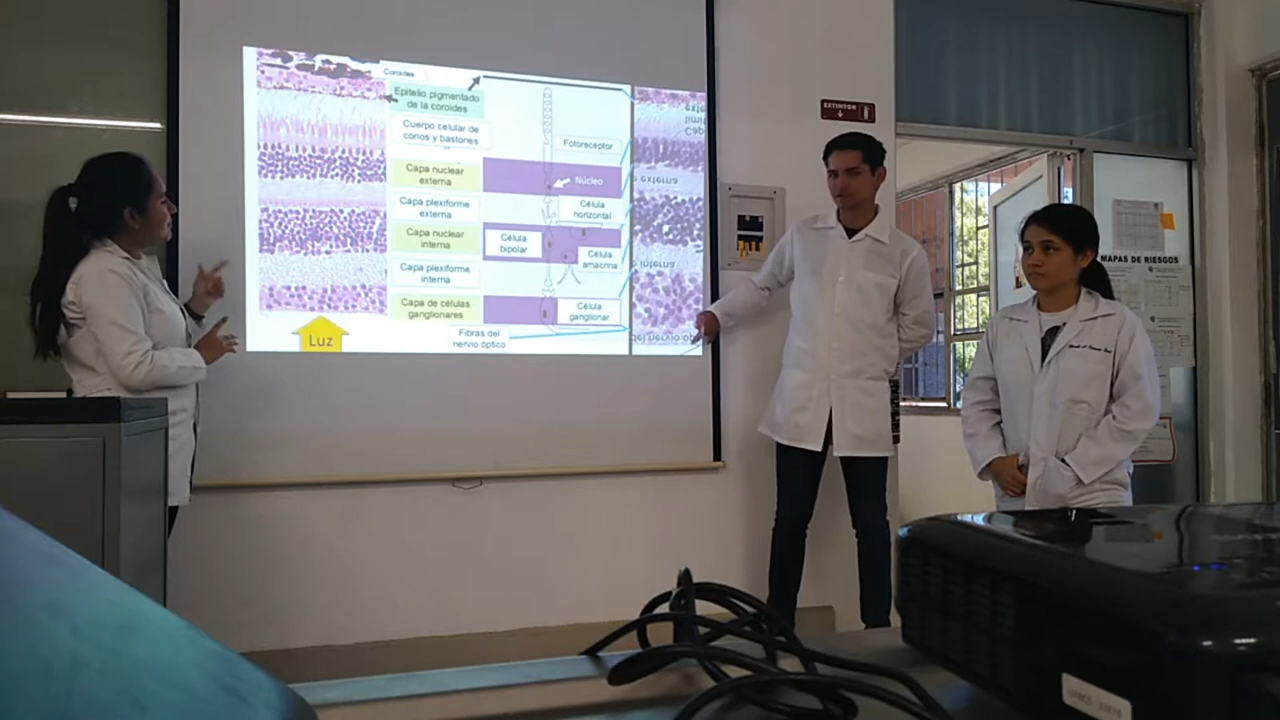 Coroides
Epitelio pigmentado
de la coroides
Cuerpo celular de
conos y bastones
Fotoreceptor
Capa nuclear
externa
Núcleo
Capa plexiforme
externa
Célula
horizontal
Capa nuclear
interna
Célula
bipolar
Célula
amacrina
Capa plexiforme
interna
Capa de células
ganglionares
Célula
ganglionar
Luz
Fibras del
nervio óptico
externa
interna
EXTINTOR
MAPAS DE RIESGOS